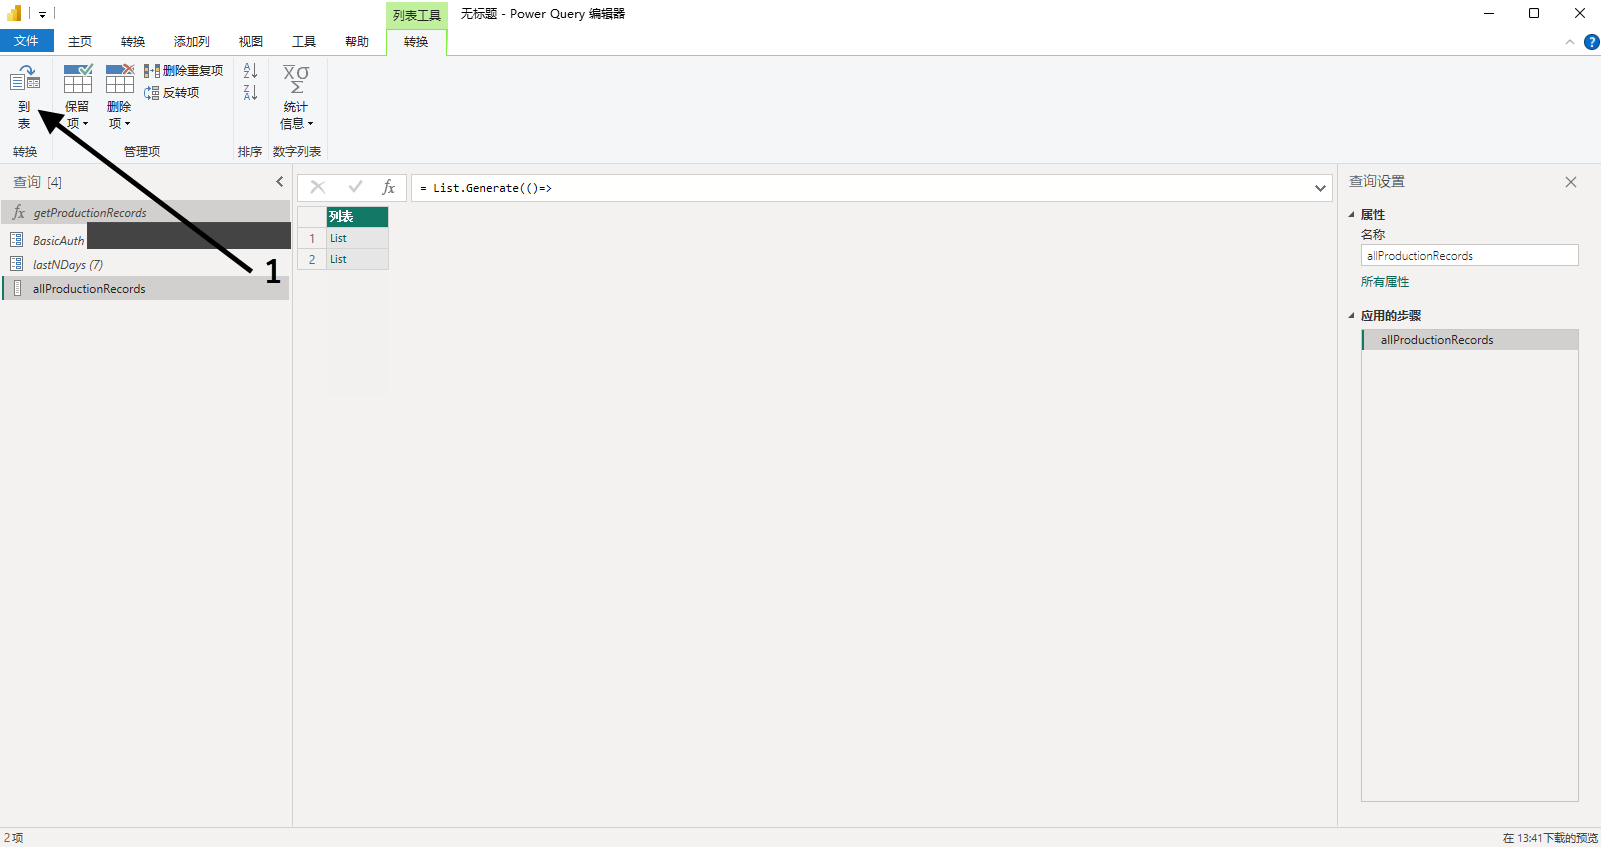 列表工具
无标题 - Power Query 编辑器
文件
主页
转换
添加列
视图
工具
帮助
转换
到
表
保留
项
删除
项
删除重复项
反转项
A
Z
Z
A
X̄σ
Σ
统计
信息
转换
管理项
排序
数字列表
查询 [4]
fx
= List.Generate(()=>
fx getProductionRecords
BasicAuth
lastNDays (7)
allProductionRecords
列表
1 List
2 List
1
查询设置
属性
名称
allProductionRecords
所有属性
应用的步骤
allProductionRecords
2项
在 13:41下载的预览
?